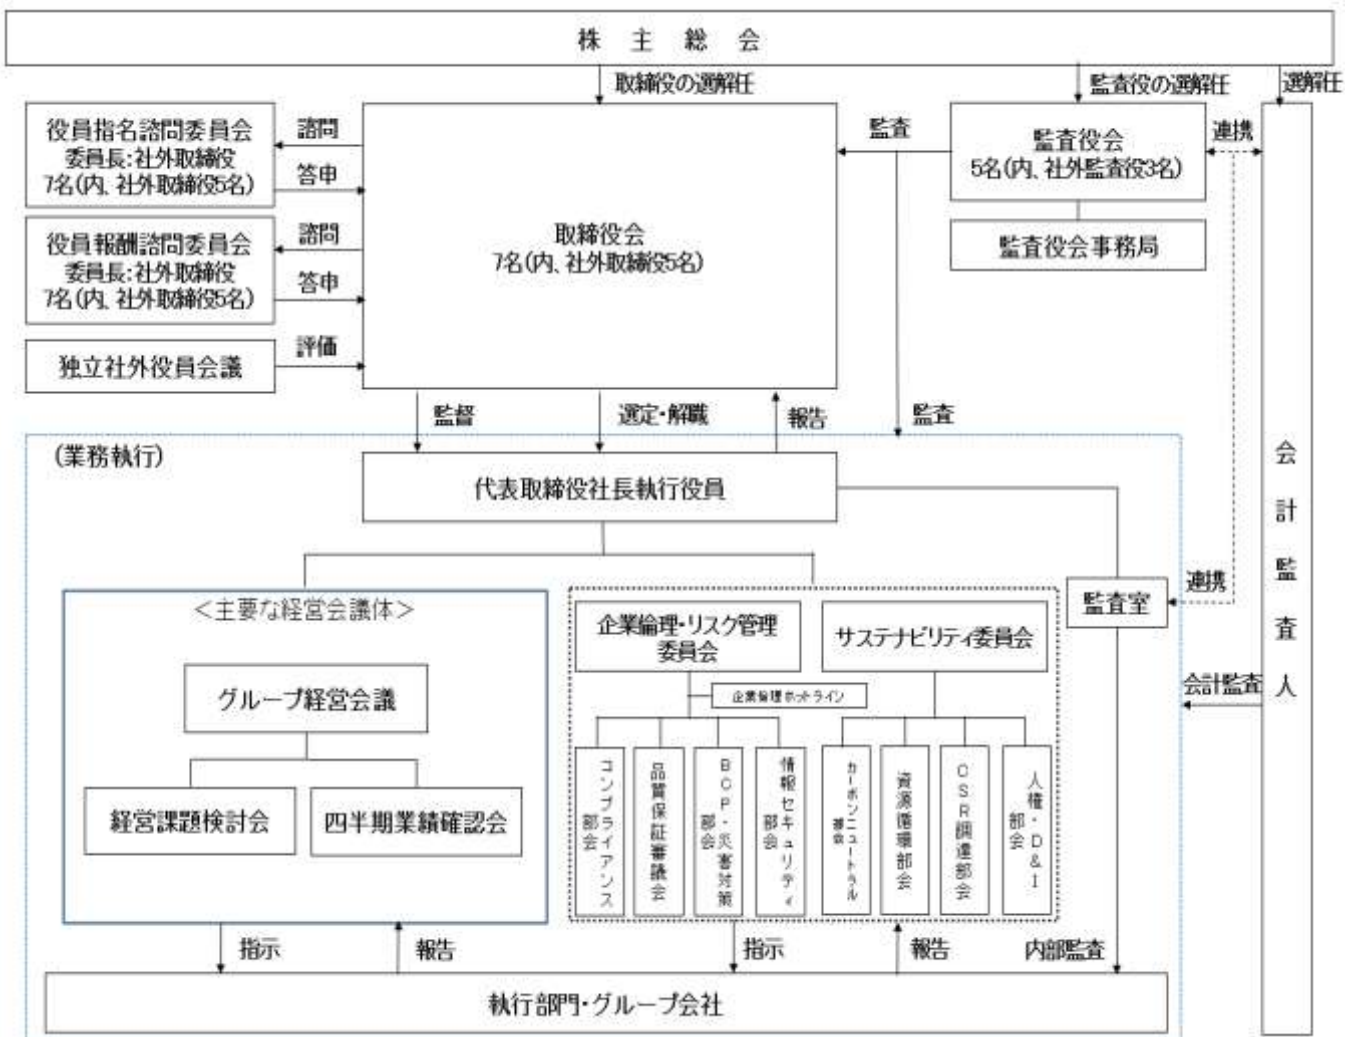 株主総会
取締役の選解任
監査役の選解任
選解任
役員指名諮問委員会
委員長:社外取締役
7名(内、社外取締役5名)
諮問
答申
役員報酬諮問委員会
委員長:社外取締役
7名(内、社外取締役5名)
諮問
答申
独立社外役員会議
評価
取締役会
7名(内、社外取締役5名)
監査
監査役会
5名(内、社外監査役3名)
連携
監査役会事務局
監督
選定・解職
報告
監査
(業務執行)
代表取締役社長執行役員
会計監査人
<主要な経営会議体>
グループ経営会議
経営課題検討会
四半期業績確認会
企業倫理・リスク管理
委員会
サステナビリティ委員会
企業倫理ホットライン
コンプライアンス
部会
品質保証審議会
BCP・災害対策
部会
情報セキュリティ
部会
カーボンニュートラル
部会
資源循環部会
CSR調達部会
人権・D&I
部会
監査室
連携
会計監査
指示
報告
指示
報告
内部監査
執行部門・グループ会社